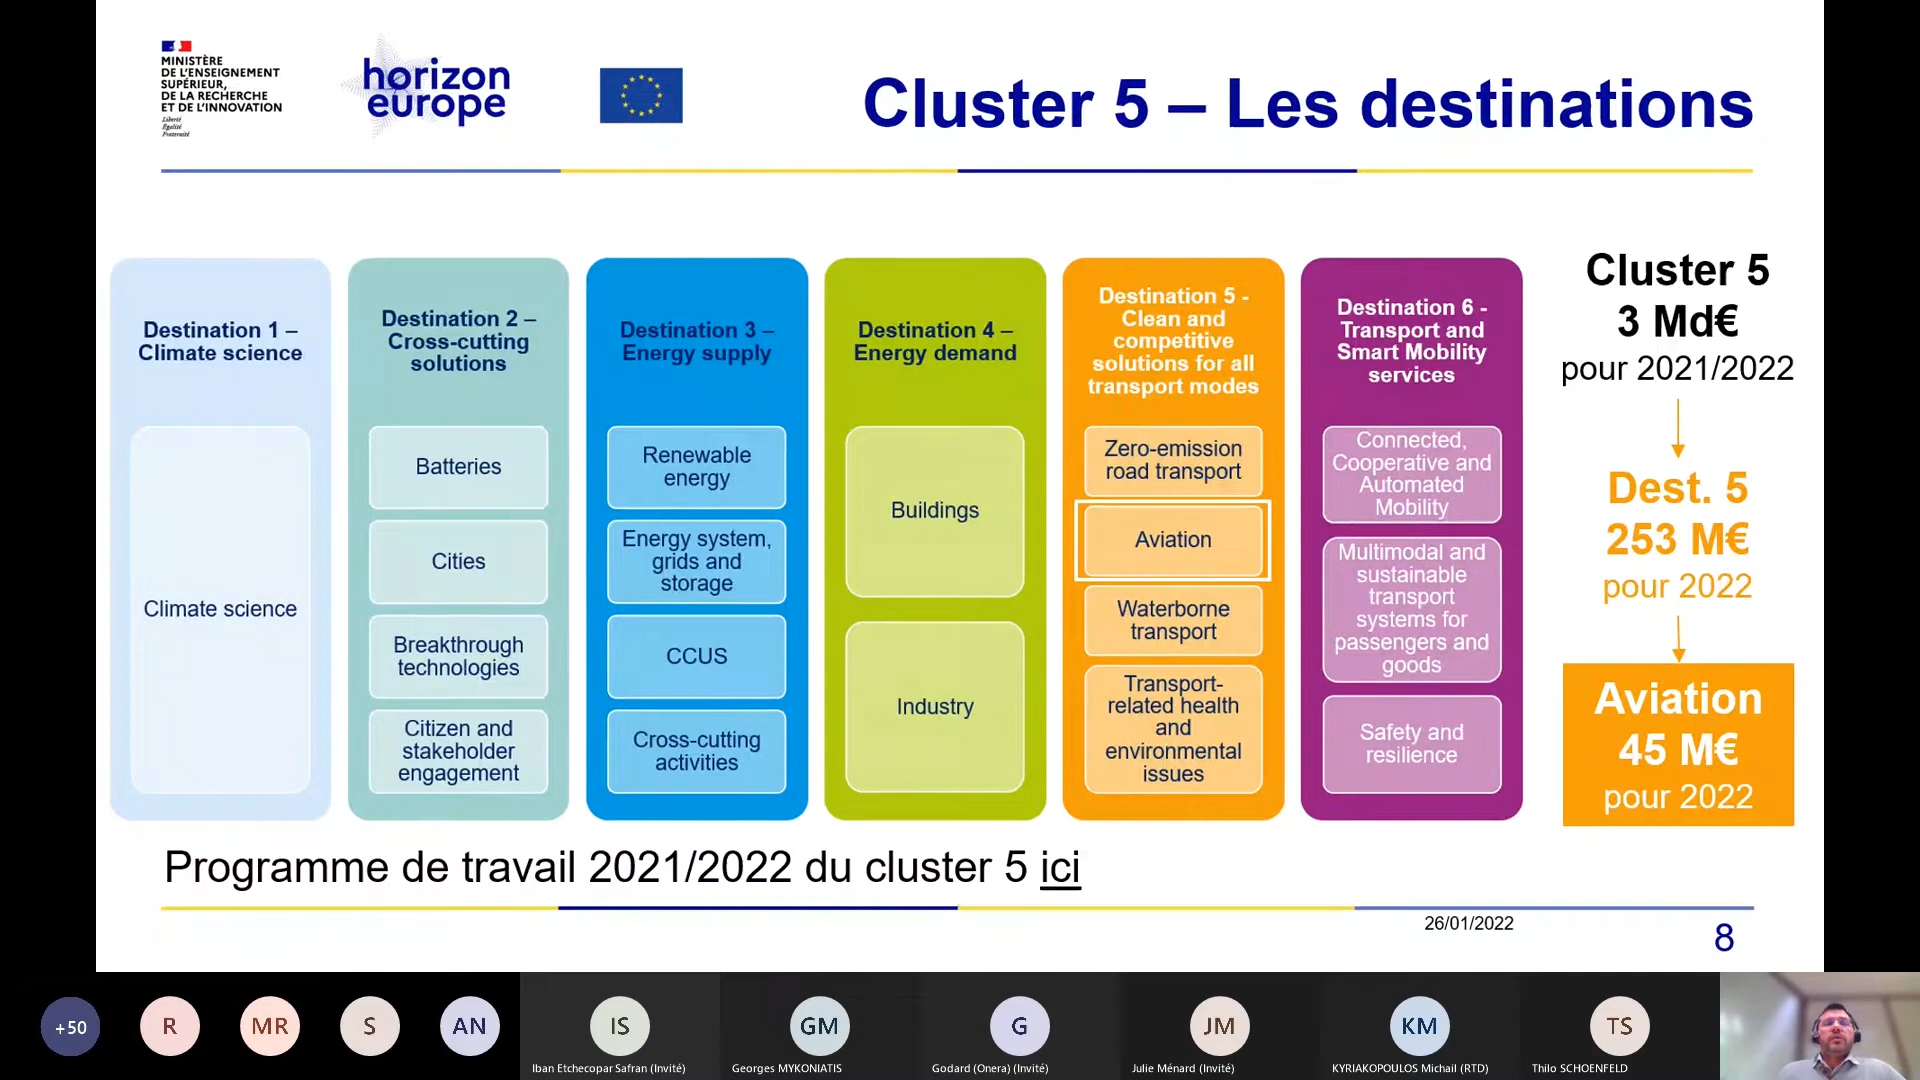 MINISTÈRE
DE L'ENSEIGNEMENT
SUPÉRIEUR,
DE LA RECHERCHE
ET DE L'INNOVATION
Liberté
Égalité
Fraternité
horizon
europe
Cluster 5 – Les destinations
Destination 1 –
Climate science
Climate science
Destination 2 –
Cross-cutting
solutions
Batteries
Cities
Breakthrough
technologies
Citizen and
stakeholder
engagement
Destination 3 –
Energy supply
Renewable
energy
Energy system,
grids and
storage
CCUS
Cross-cutting
activities
Destination 4 –
Energy demand
Buildings
Industry
Destination 5 -
Clean and
competitive
solutions for all
transport modes
Zero-emission
road transport
Aviation
Waterborne
transport
Transport-
related health
and
environmental
issues
Destination 6 -
Transport and
Smart Mobility
services
Connected,
Cooperative and
Automated
Mobility
Multimodal and
sustainable
transport
systems for
passengers and
goods
Safety and
resilience
Cluster 5
3 Md€
pour 2021/2022
Dest. 5
253 M€
pour 2022
Aviation
45 M€
pour 2022
Programme de travail 2021/2022 du cluster 5 ici
26/01/2022
8
+50
R
MR
S
AN
IS
Iban Etchecopar Safran (Invité)
GM
Georges MYKONIATIS
G
Godard (Onera) (Invité)
JM
Julie Ménard (Invité)
KM
KYRIAKOPOULOS Michail (RTD)
TS
Thilo SCHOENFELD